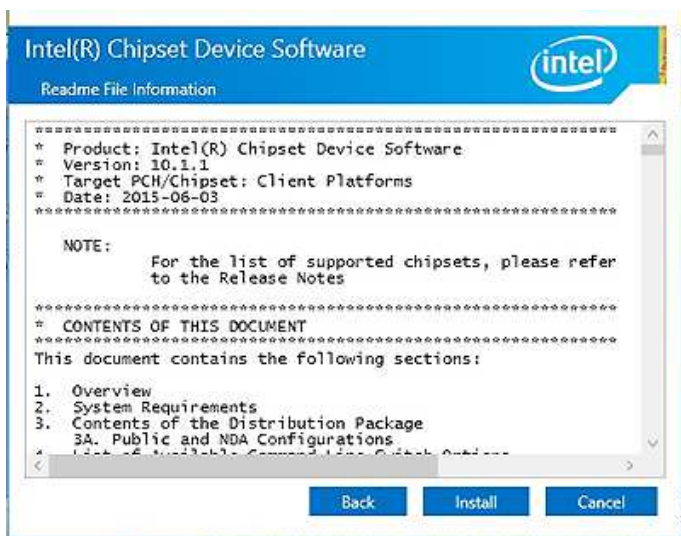 Intel(R) Chipset Device Software
intel
Readme File Information
************************************************************
* Product: Intel(R) Chipset Device Software
* Version: 10.1.1
* Target PCH/Chipset: Client Platforms
* Date: 2015-06-03
************************************************************
NOTE:
For the list of supported chipsets, please refer
to the Release Notes
************************************************************
* CONTENTS OF THIS DOCUMENT
************************************************************
This document contains the following sections:
1. Overview
2. System Requirements
3. Contents of the Distribution Package
3A. Public and NDA Configurations
Back
Install
Cancel